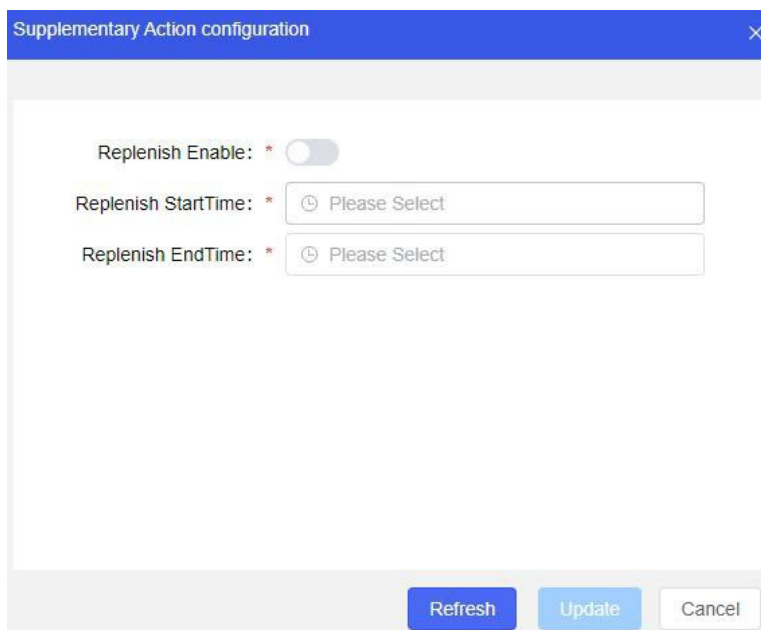 Supplementary Action configuration
Replenish Enable: *
Replenish StartTime: * Please Select
Replenish EndTime: * Please Select
Refresh Update Cancel